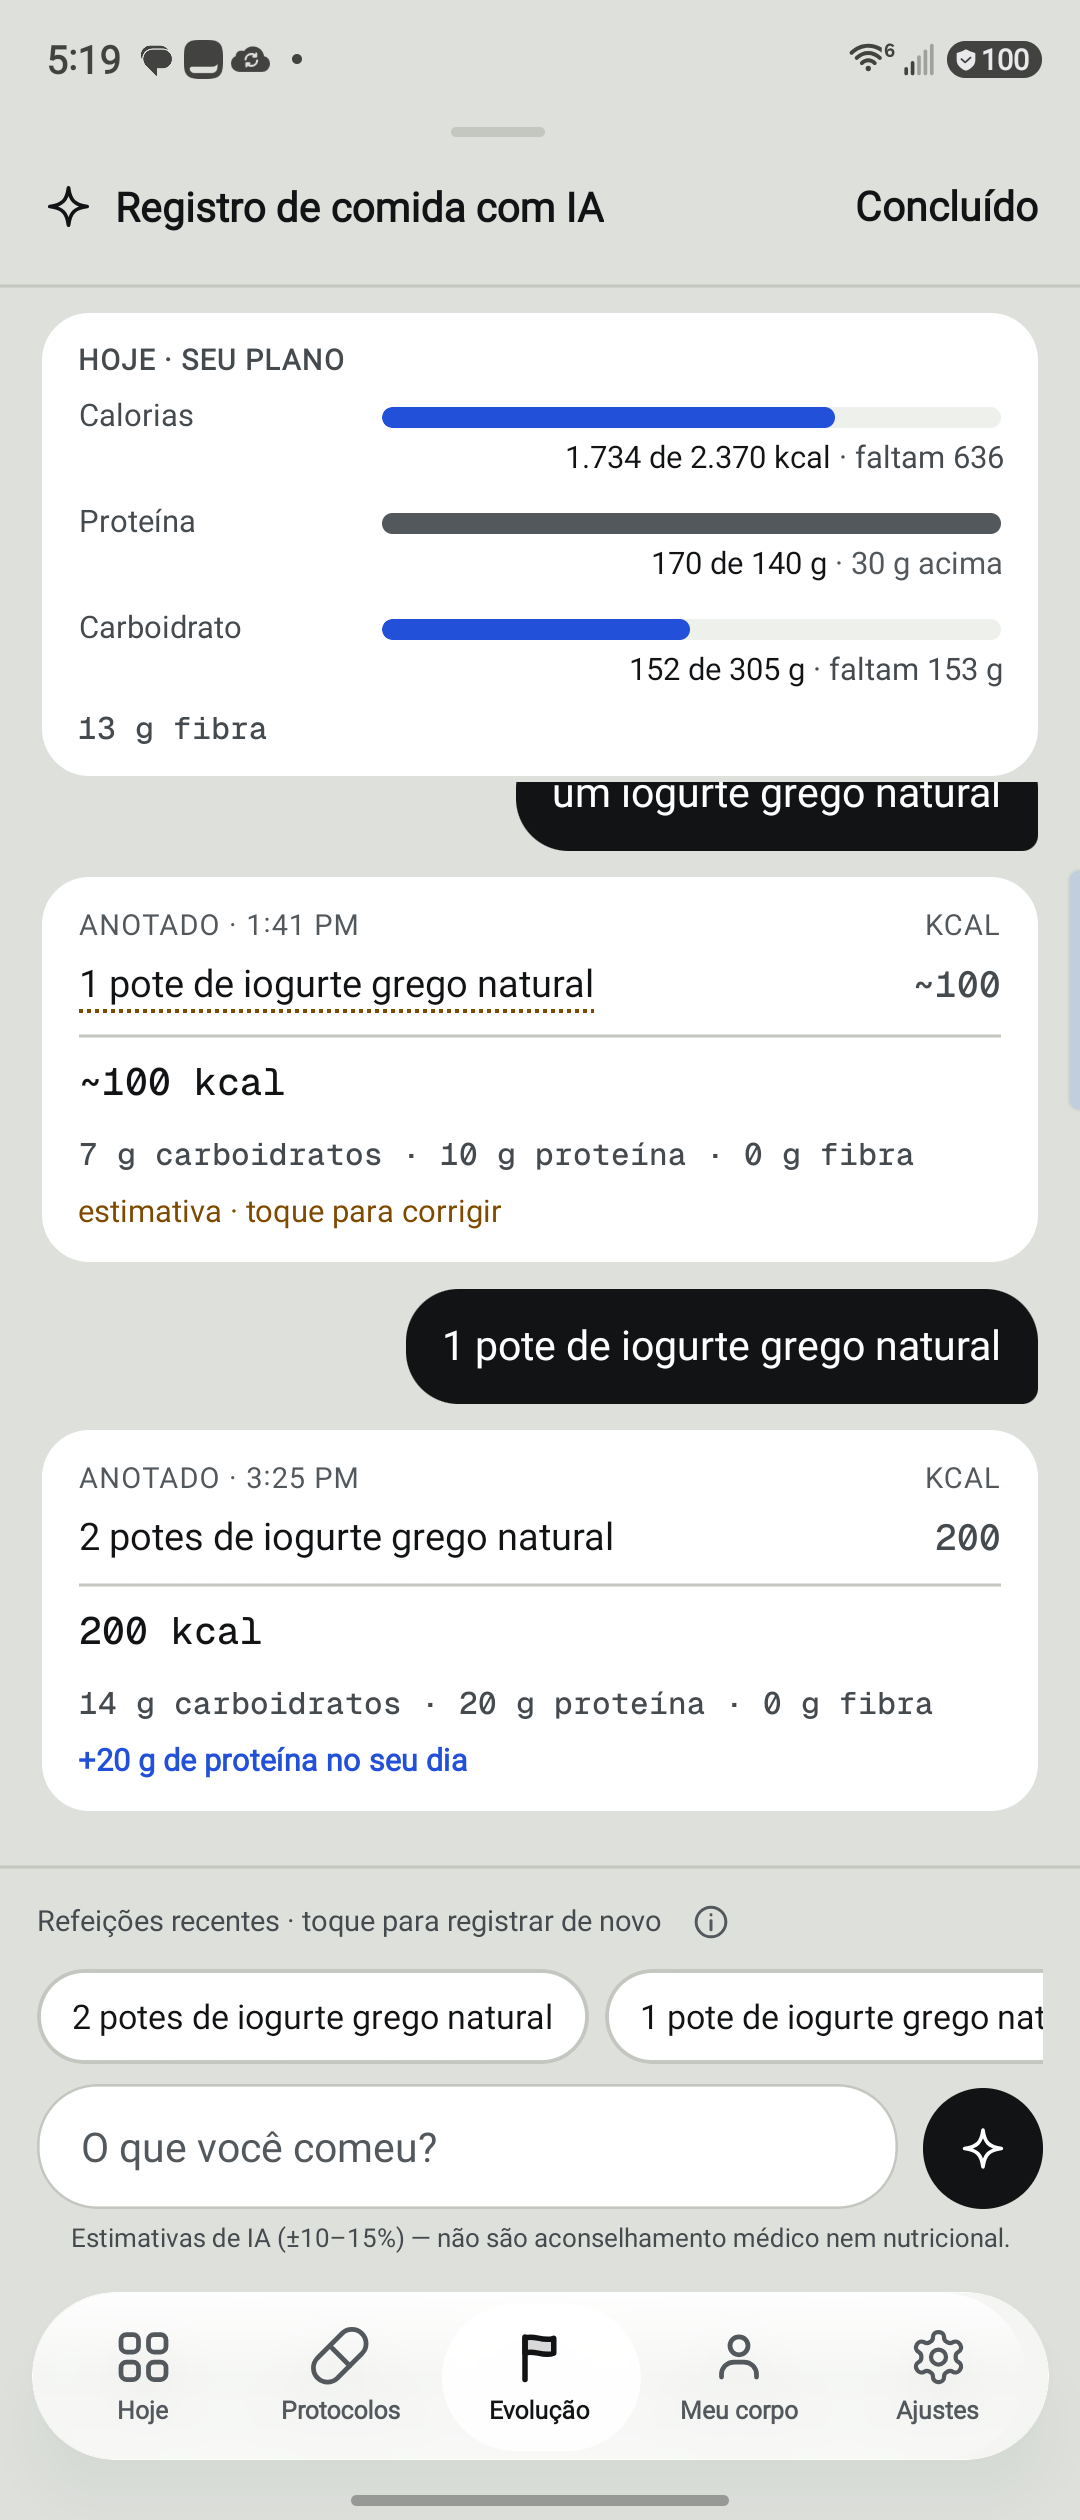 5:19
6
100
Registro de comida com IA
Concluído
HOJE · SEU PLANO
Calorias
1.734 de 2.370 kcal · faltam 636
Proteína
170 de 140 g · 30 g acima
Carboidrato
152 de 305 g · faltam 153 g
13 g fibra
um iogurte grego natural
ANOTADO · 1:41 PM KCAL
1 pote de iogurte grego natural ~100
~100 kcal
7 g carboidratos · 10 g proteína · 0 g fibra
estimativa · toque para corrigir
1 pote de iogurte grego natural
ANOTADO · 3:25 PM KCAL
2 potes de iogurte grego natural 200
200 kcal
14 g carboidratos · 20 g proteína · 0 g fibra
+20 g de proteína no seu dia
Refeições recentes · toque para registrar de novo
2 potes de iogurte grego natural
1 pote de iogurte grego nat
O que você comeu?
Estimativas de IA (±10–15%) — não são aconselhamento médico nem nutricional.
Hoje
Protocolos
Evolução
Meu corpo
Ajustes